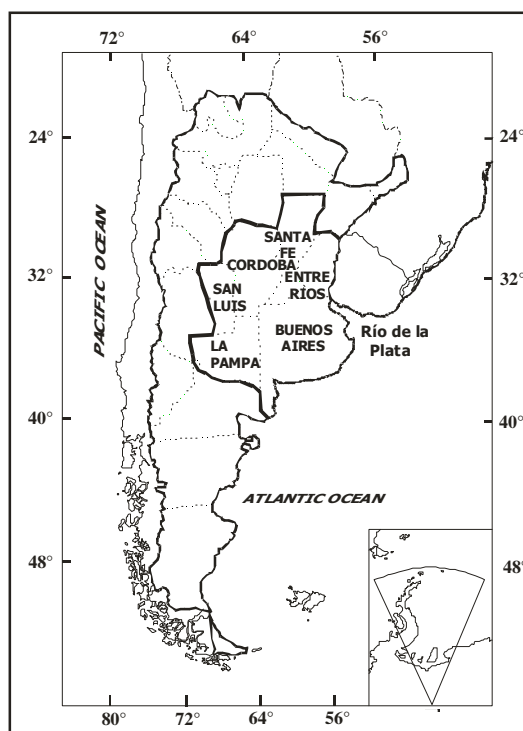 72° 64° 56°
24° 24°
SANTA
FE
CORDOBA
ENTRE
RÍOS
32° 32°
SAN
LUIS
BUENOS
AIRES
Río de la
Plata
LA
PAMPA
PACIFIC OCEAN
40° 40°
ATLANTIC OCEAN
48° 48°
80° 72° 64° 56°